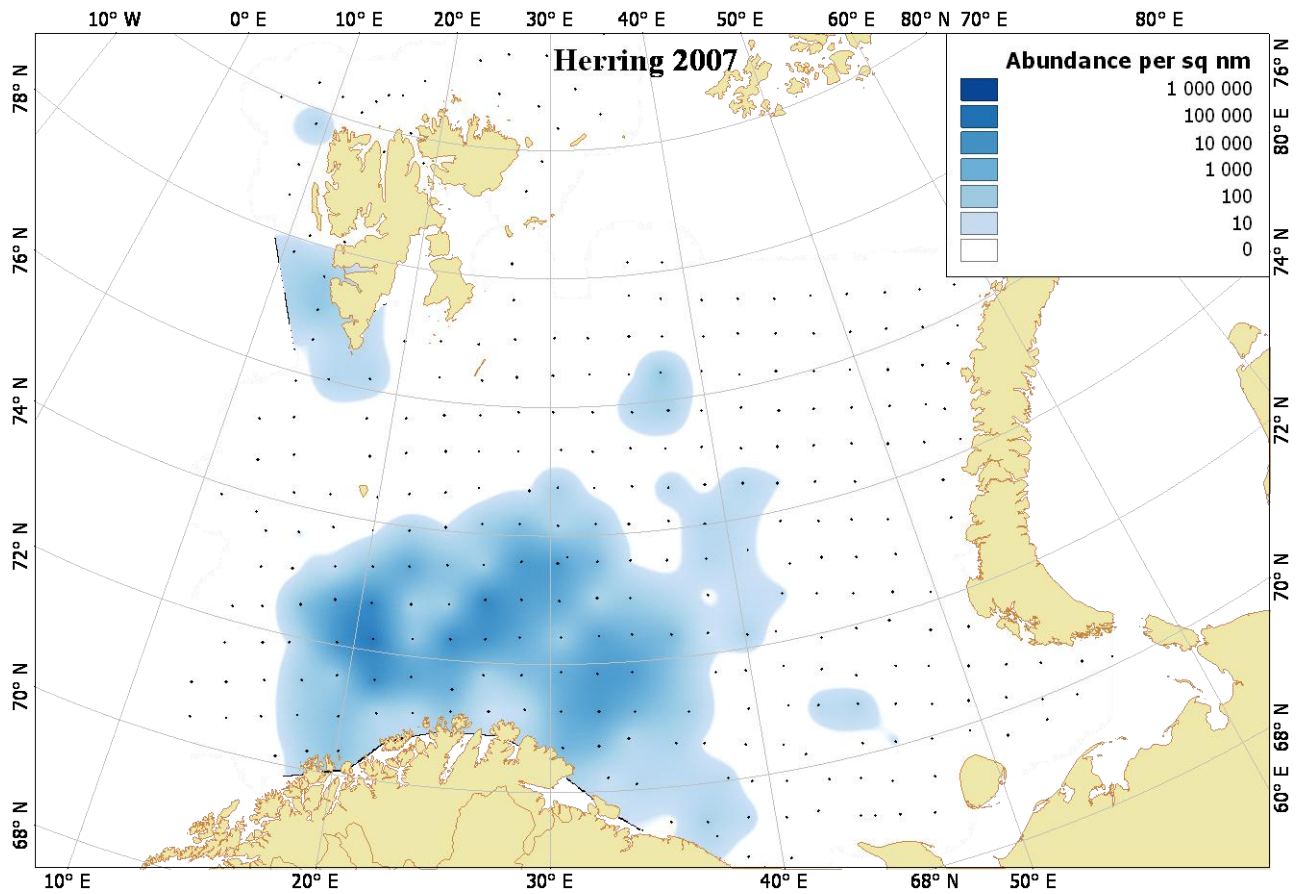 10° W 0° E 10° E 20° E 30° E 40° E 80° N 70° E 80° E
Herring 2007
Abundance per sq nm
1 000 000
100 000
10 000
1 000
100
10
0
78° N
76° N
74° N
72° N
70° N
68° N
76° N
80° E
74° N
72° N
70° N
68° N
60° E
10° E 20° E 30° E 40° E 68° N 50° E